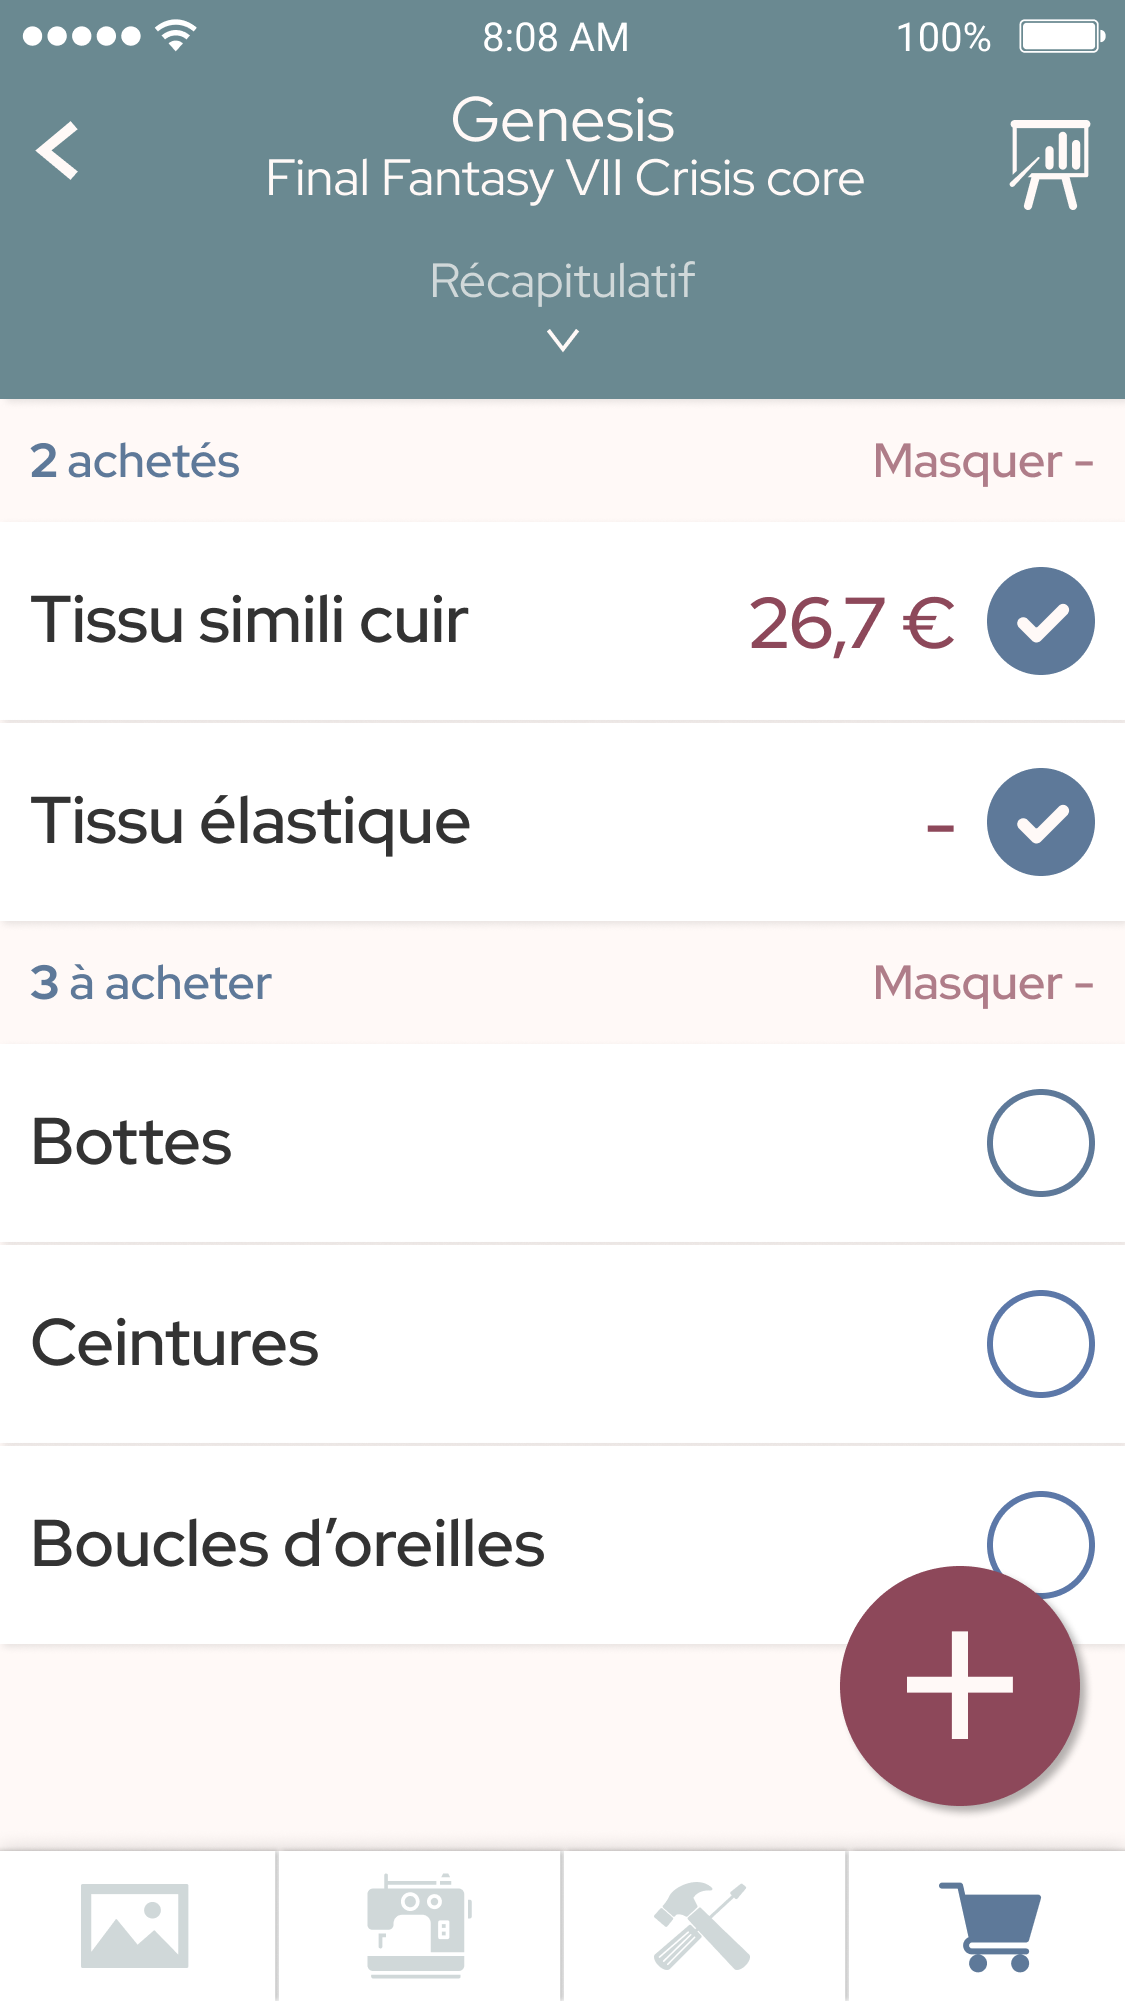 8:08 AM 100%
Genesis
Final Fantasy VII Crisis core
Récapitulatif
2 achetés Masquer -
Tissu simili cuir 26,7 €
Tissu élastique -
3 à acheter Masquer -
Bottes
Ceintures
Boucles d’oreilles